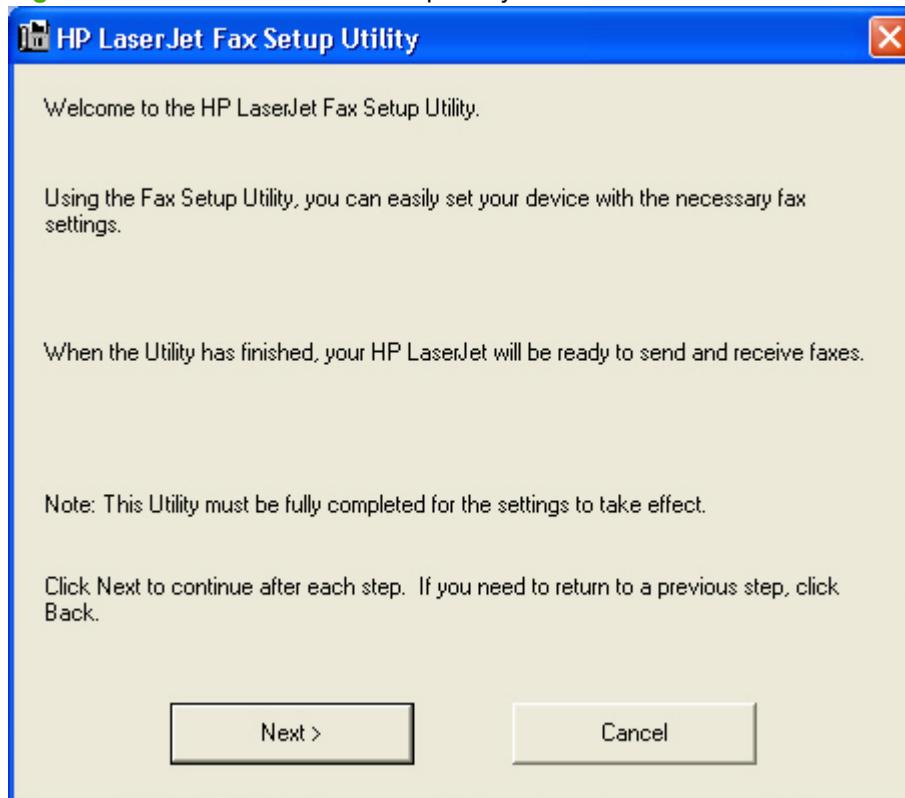 HP LaserJet Fax Setup Utility
Welcome to the HP LaserJet Fax Setup Utility.
Using the Fax Setup Utility, you can easily set your device with the necessary fax
settings.
When the Utility has finished, your HP LaserJet will be ready to send and receive faxes.
Note: This Utility must be fully completed for the settings to take effect.
Click Next to continue after each step.  If you need to return to a previous step, click
Back.
Next >
Cancel